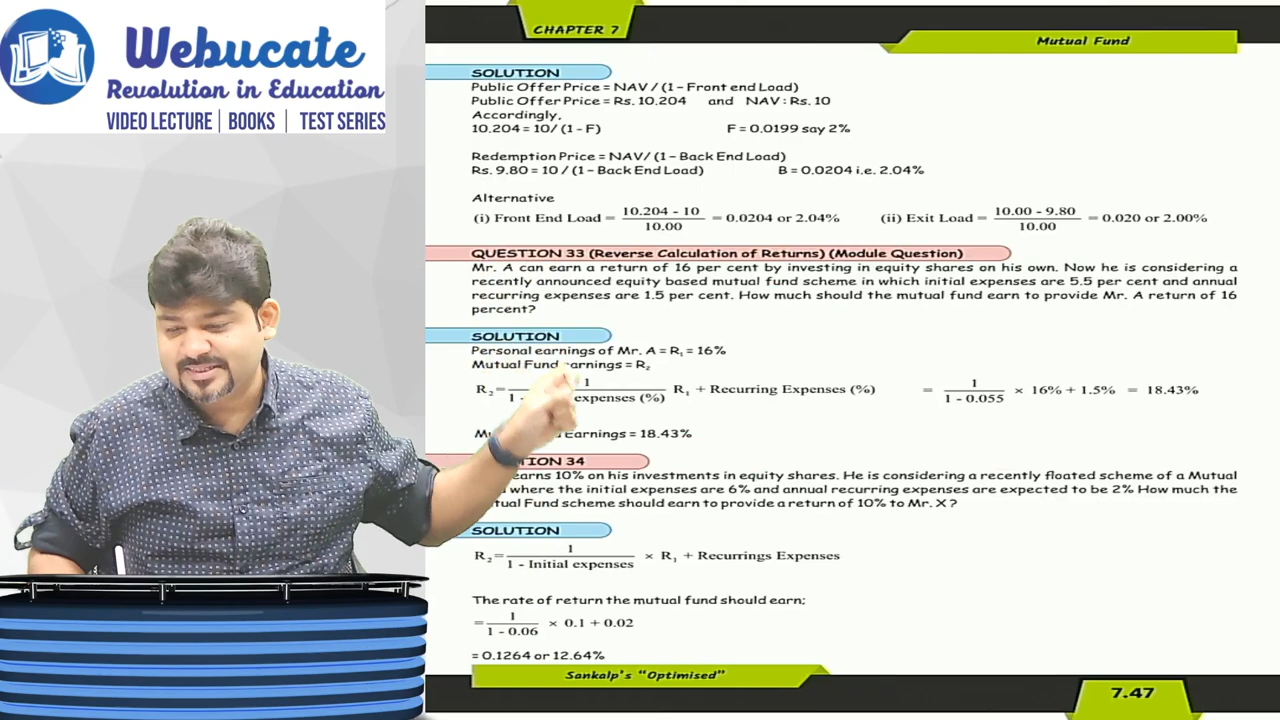 Webucate
Revolution in Education
VIDEO LECTURE | BOOKS | TEST SERIES
CHAPTER 7
Mutual Fund
SOLUTION
Public Offer Price = NAV / (1 – Front end Load)
Public Offer Price = Rs. 10.204 and NAV : Rs. 10
Accordingly,
10.204 = 10/ (1 - F) F = 0.0199 say 2%
Redemption Price = NAV/ (1 – Back End Load)
Rs. 9.80 = 10 / (1 – Back End Load) B = 0.0204 i.e. 2.04%
Alternative
(i) Front End Load = 10.204 - 10 / 10.00 = 0.0204 or 2.04% (ii) Exit Load = 10.00 - 9.80 / 10.00 = 0.020 or 2.00%
QUESTION 33 (Reverse Calculation of Returns) (Module Question)
Mr. A can earn a return of 16 per cent by investing in equity shares on his own. Now he is considering a
recently announced equity based mutual fund scheme in which initial expenses are 5.5 per cent and annual
recurring expenses are 1.5 per cent. How much should the mutual fund earn to provide Mr. A return of 16
percent?
SOLUTION
Personal earnings of Mr. A = R₁ = 16%
Mutual Fund earnings = R₂
R₂ = 1 / 1 - expenses (%) R₁ + Recurring Expenses (%) = 1 / 1 - 0.055 × 16% + 1.5% = 18.43%
Earnings = 18.43%
34
earns 10% on his investments in equity shares. He is considering a recently floated scheme of a Mutual
where the initial expenses are 6% and annual recurring expenses are expected to be 2% How much the
Fund scheme should earn to provide a return of 10% to Mr. X ?
SOLUTION
R₂ = 1 / 1 - Initial expenses × R₁ + Recurrings Expenses
The rate of return the mutual fund should earn;
= 1 / 1 - 0.06 × 0.1 + 0.02
= 0.1264 or 12.64%
Sankalp's "Optimised"
7.47